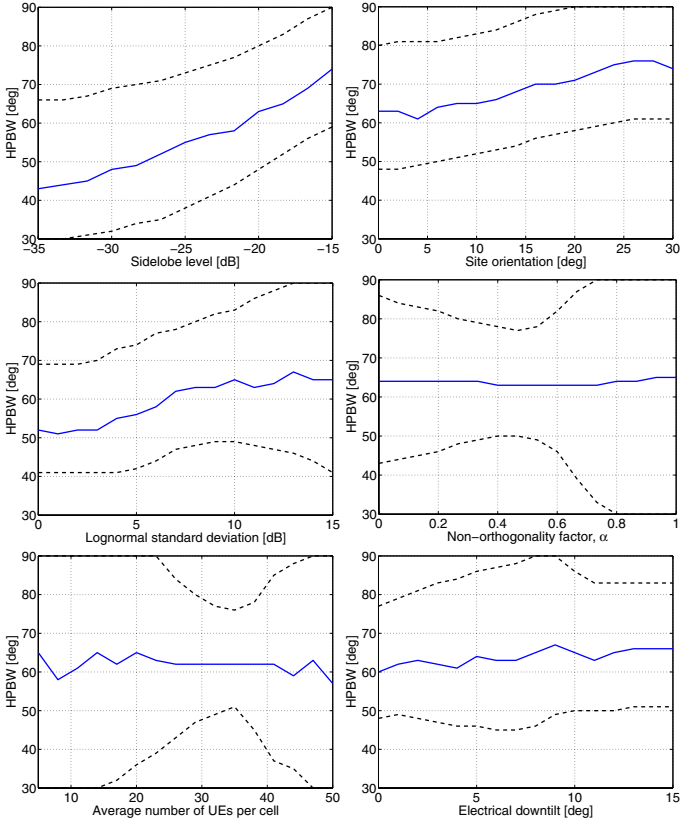 90
80
70
60
50
40
30
HPBW [deg]
−35 −30 −25 −20 −15
Sidelobe level [dB]
90
80
70
60
50
40
30
HPBW [deg]
0 5 10 15 20 25 30
Site orientation [deg]
90
80
70
60
50
40
30
HPBW [deg]
0 5 10 15
Lognormal standard deviation [dB]
90
80
70
60
50
40
30
HPBW [deg]
0 0.2 0.4 0.6 0.8 1
Non−orthogonality factor, α
90
80
70
60
50
40
30
HPBW [deg]
10 20 30 40 50
Average number of UEs per cell
90
80
70
60
50
40
30
HPBW [deg]
0 5 10 15
Electrical downtilt [deg]